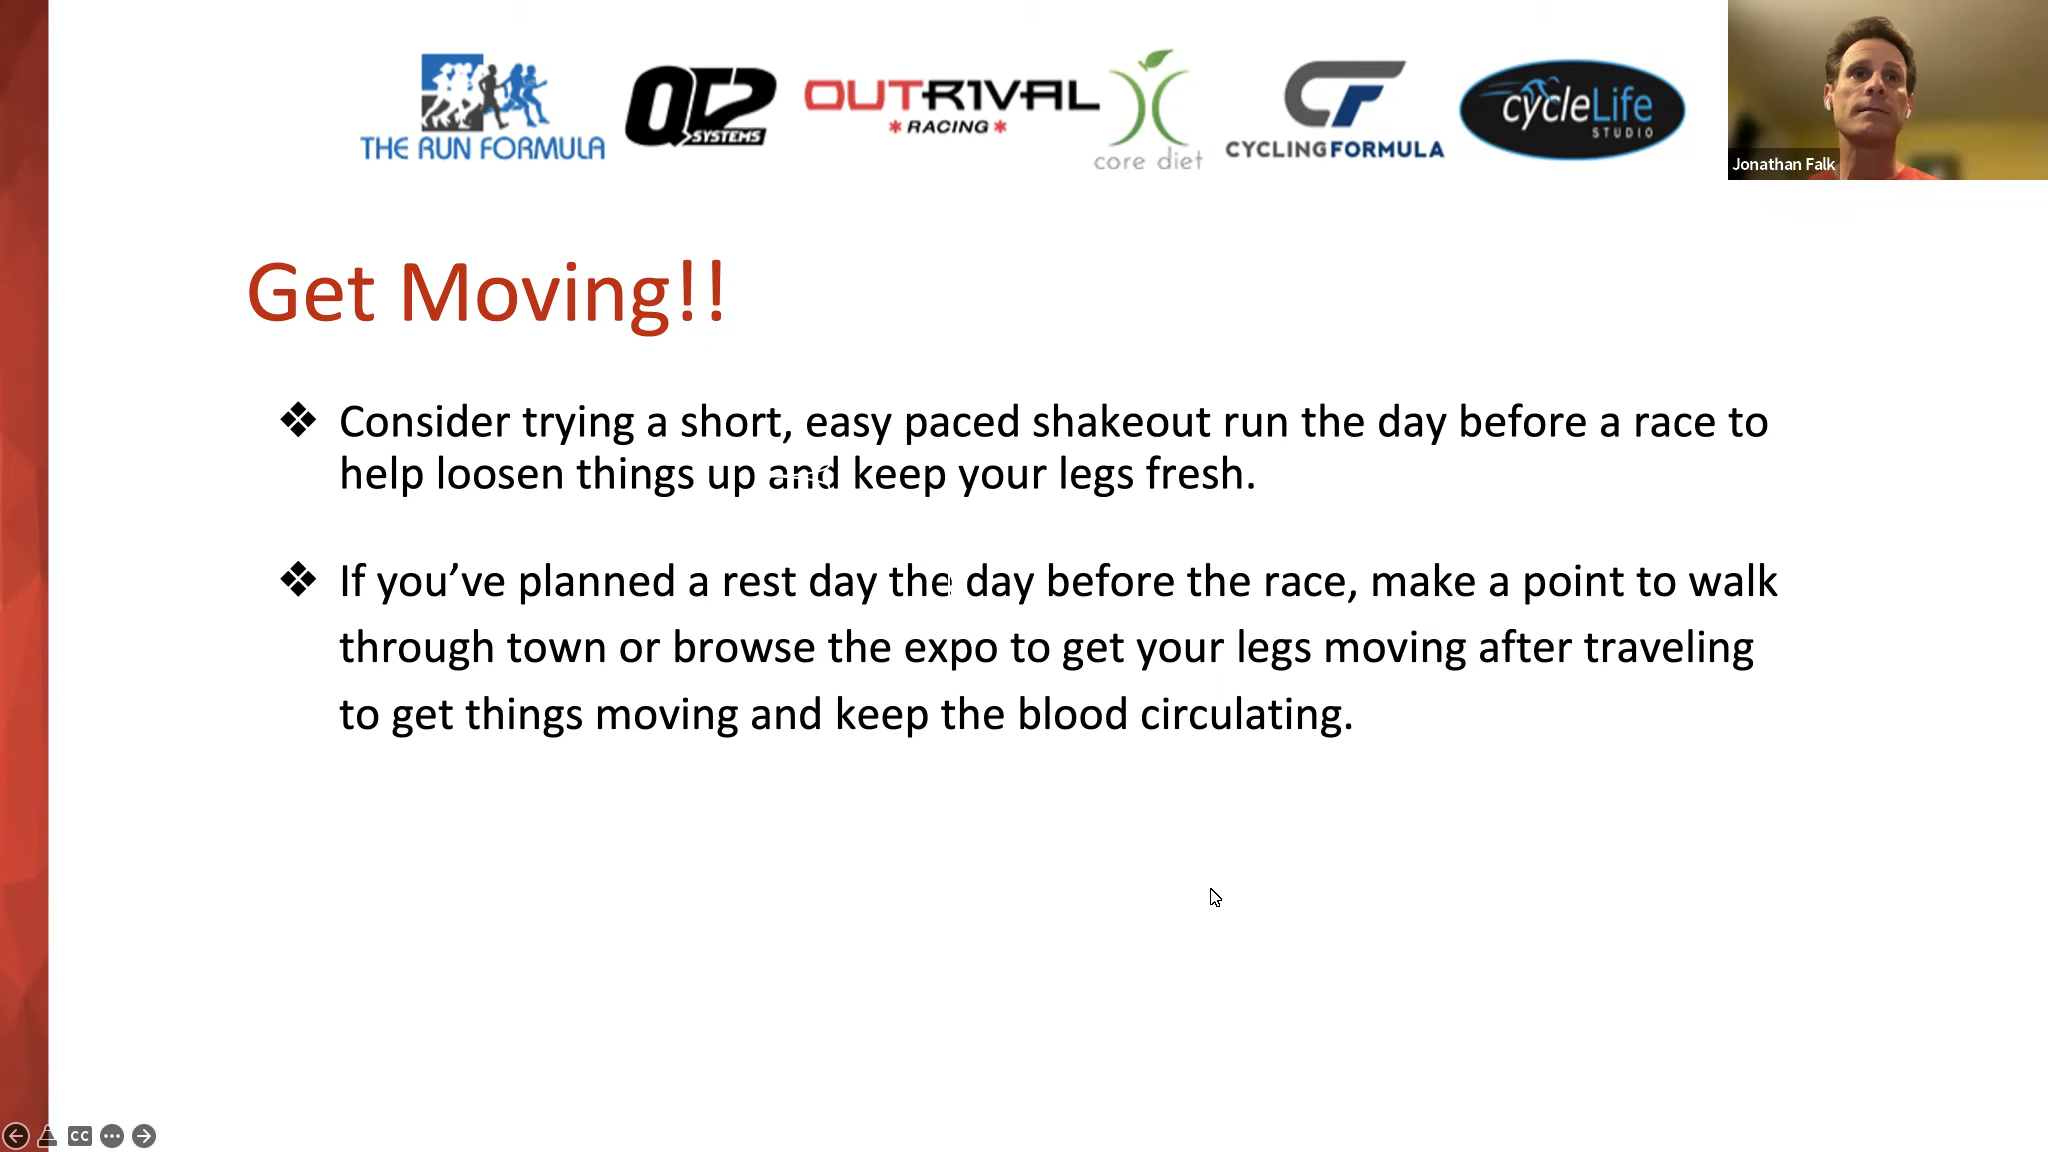 THE RUN FORMULA
QT2
SYSTEMS
OUTRIVAL
RACING
core diet
CF
CYCLINGFORMULA
cycleLife
STUDIO
Jonathan Falk
Get Moving!!
❖ Consider trying a short, easy paced shakeout run the day before a race to
help loosen things up and keep your legs fresh.
❖ If you’ve planned a rest day the day before the race, make a point to walk
through town or browse the expo to get your legs moving after traveling
to get things moving and keep the blood circulating.
CC